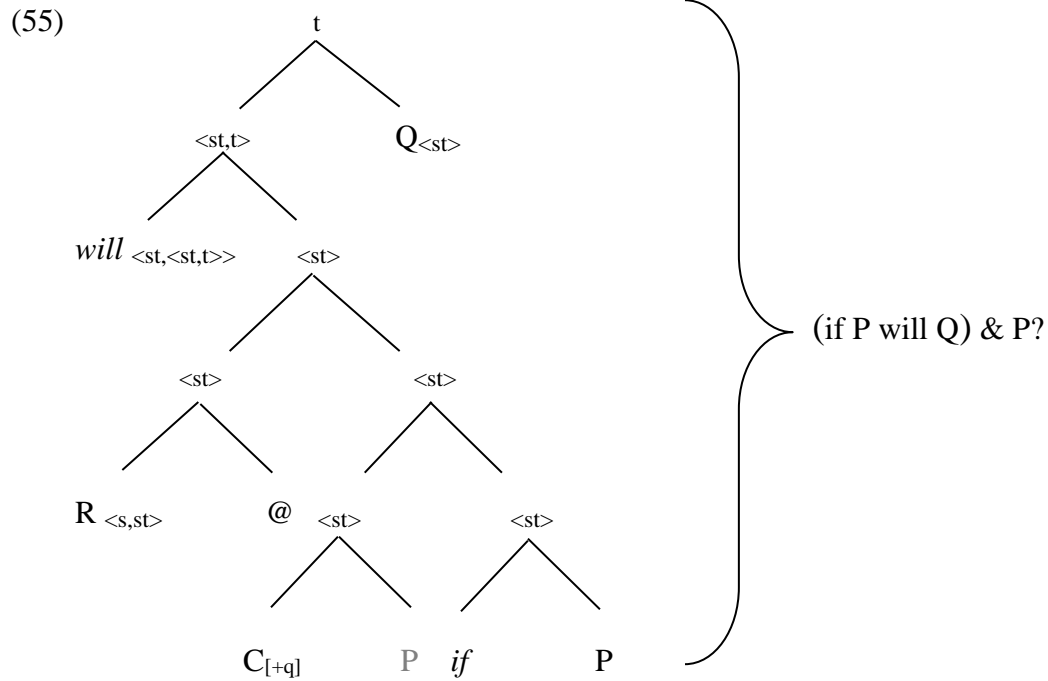 (55) t
<st,t> Q<st>
will <st,<st,t>> <st>
(if P will Q) & P?
<st> <st>
R <s,st> @ <st> <st>
C[+q] P if P